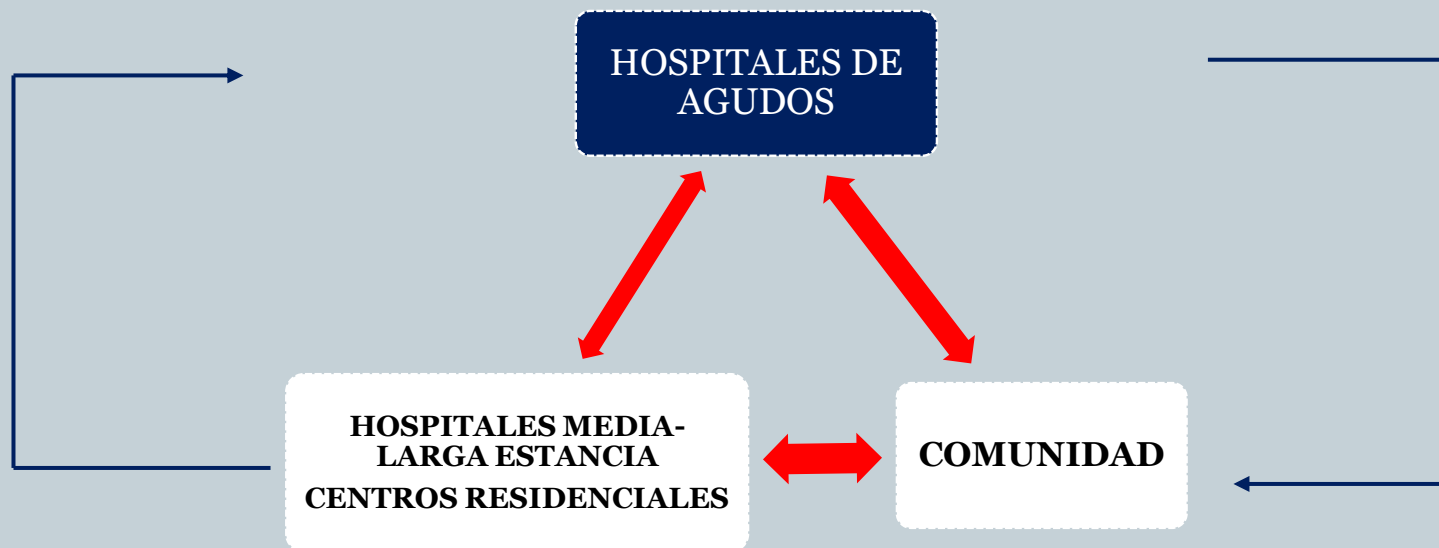 HOSPITALES DE
AGUDOS
HOSPITALES MEDIA-
LARGA ESTANCIA
CENTROS RESIDENCIALES
COMUNIDAD